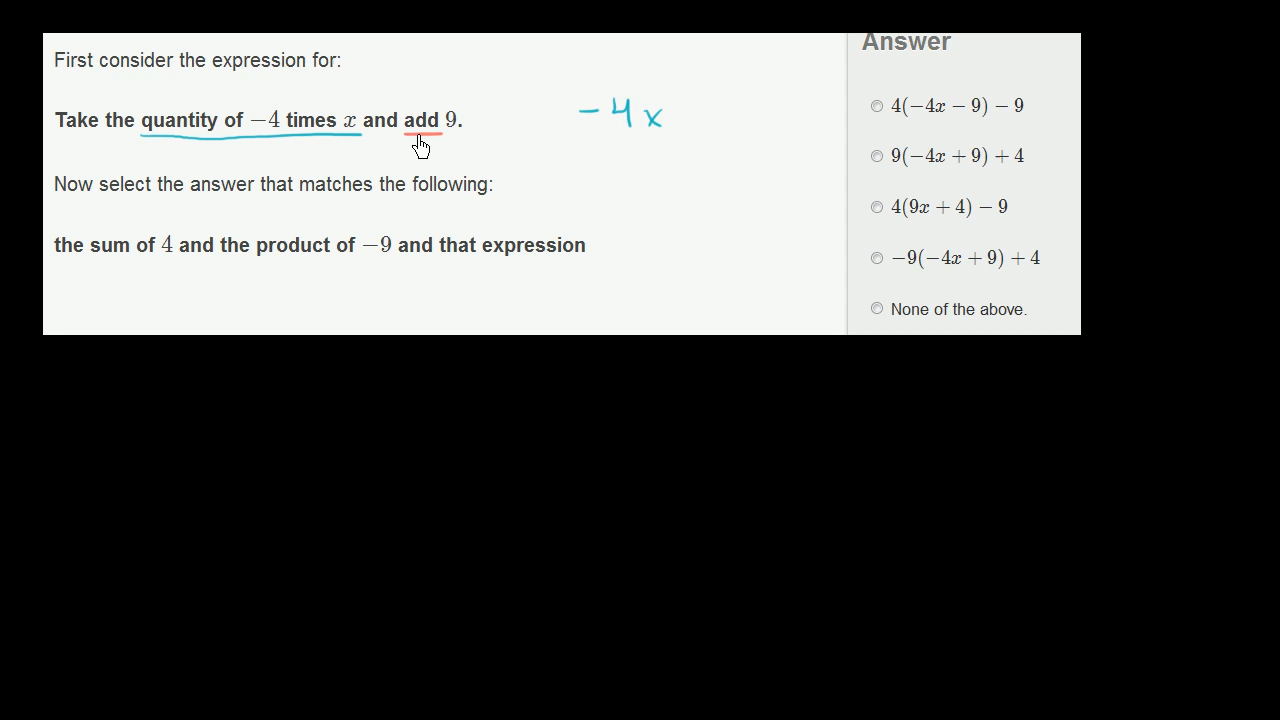 First consider the expression for:
Take the quantity of −4 times x and add 9.
−4x
Now select the answer that matches the following:
the sum of 4 and the product of −9 and that expression
Answer
4(−4x − 9) − 9
9(−4x + 9) + 4
4(9x + 4) − 9
−9(−4x + 9) + 4
None of the above.